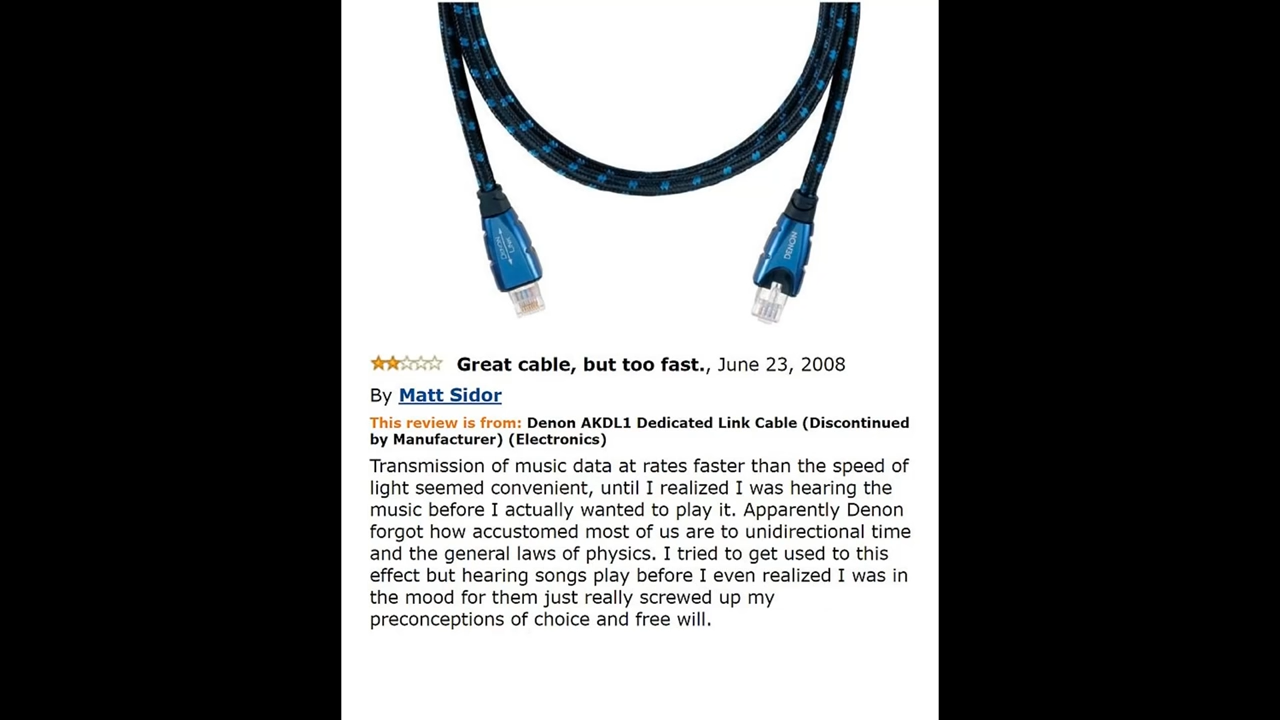 DENON
LINK
DENON
Great cable, but too fast., June 23, 2008
By Matt Sidor
This review is from: Denon AKDL1 Dedicated Link Cable (Discontinued
by Manufacturer) (Electronics)
Transmission of music data at rates faster than the speed of
light seemed convenient, until I realized I was hearing the
music before I actually wanted to play it. Apparently Denon
forgot how accustomed most of us are to unidirectional time
and the general laws of physics. I tried to get used to this
effect but hearing songs play before I even realized I was in
the mood for them just really screwed up my
preconceptions of choice and free will.